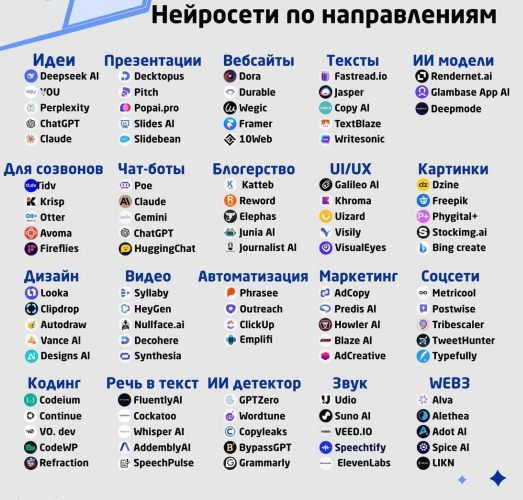 Нейросети по направлениям
Идеи
Deepseek AI
YOU
Perplexity
ChatGPT
Claude
Презентации
Decktopus
Pitch
Popai.pro
Slides AI
Slidebean
Вебсайты
Dora
Durable
Wegic
Framer
10Web
Тексты
Fastread.io
Jasper
Copy AI
TextBlaze
Writesonic
ИИ модели
Rendernet.ai
Glambase App AI
Deepmode
Для созвонов
Tidv
Krisp
Otter
Avoma
Fireflies
Чат-боты
Poe
Claude
Gemini
ChatGPT
HuggingChat
Блогерство
Katteb
Reword
Elephas
Junia AI
Journalist AI
UI/UX
Galileo AI
Khroma
Uizard
Visily
VisualEyes
Картинки
Dzine
Freepik
Phygital+
Stockimg.ai
Bing create
Дизайн
Looka
Clipdrop
Autodraw
Vance AI
Designs AI
Видео
Syllaby
HeyGen
Nullface.ai
Decohere
Synthesia
Автоматизация
Phrasee
Outreach
ClickUp
Emplifi
Маркетинг
AdCopy
Predis AI
Howler AI
Blaze AI
AdCreative
Соцсети
Metricool
Postwise
Tribescaler
TweetHunter
Typefully
Кодинг
Codeium
Continue
VO. dev
CodeWP
Refraction
Речь в текст
FluentlyAI
Cockatoo
Whisper AI
AddemblyAI
SpeechPulse
ИИ детектор
GPTZero
Wordtune
Copyleaks
BypassGPT
Grammarly
Звук
Udio
Suno AI
VEED.IO
Speechtify
ElevenLabs
WEB3
Alva
Alethea
Adot AI
Spice AI
LIKN